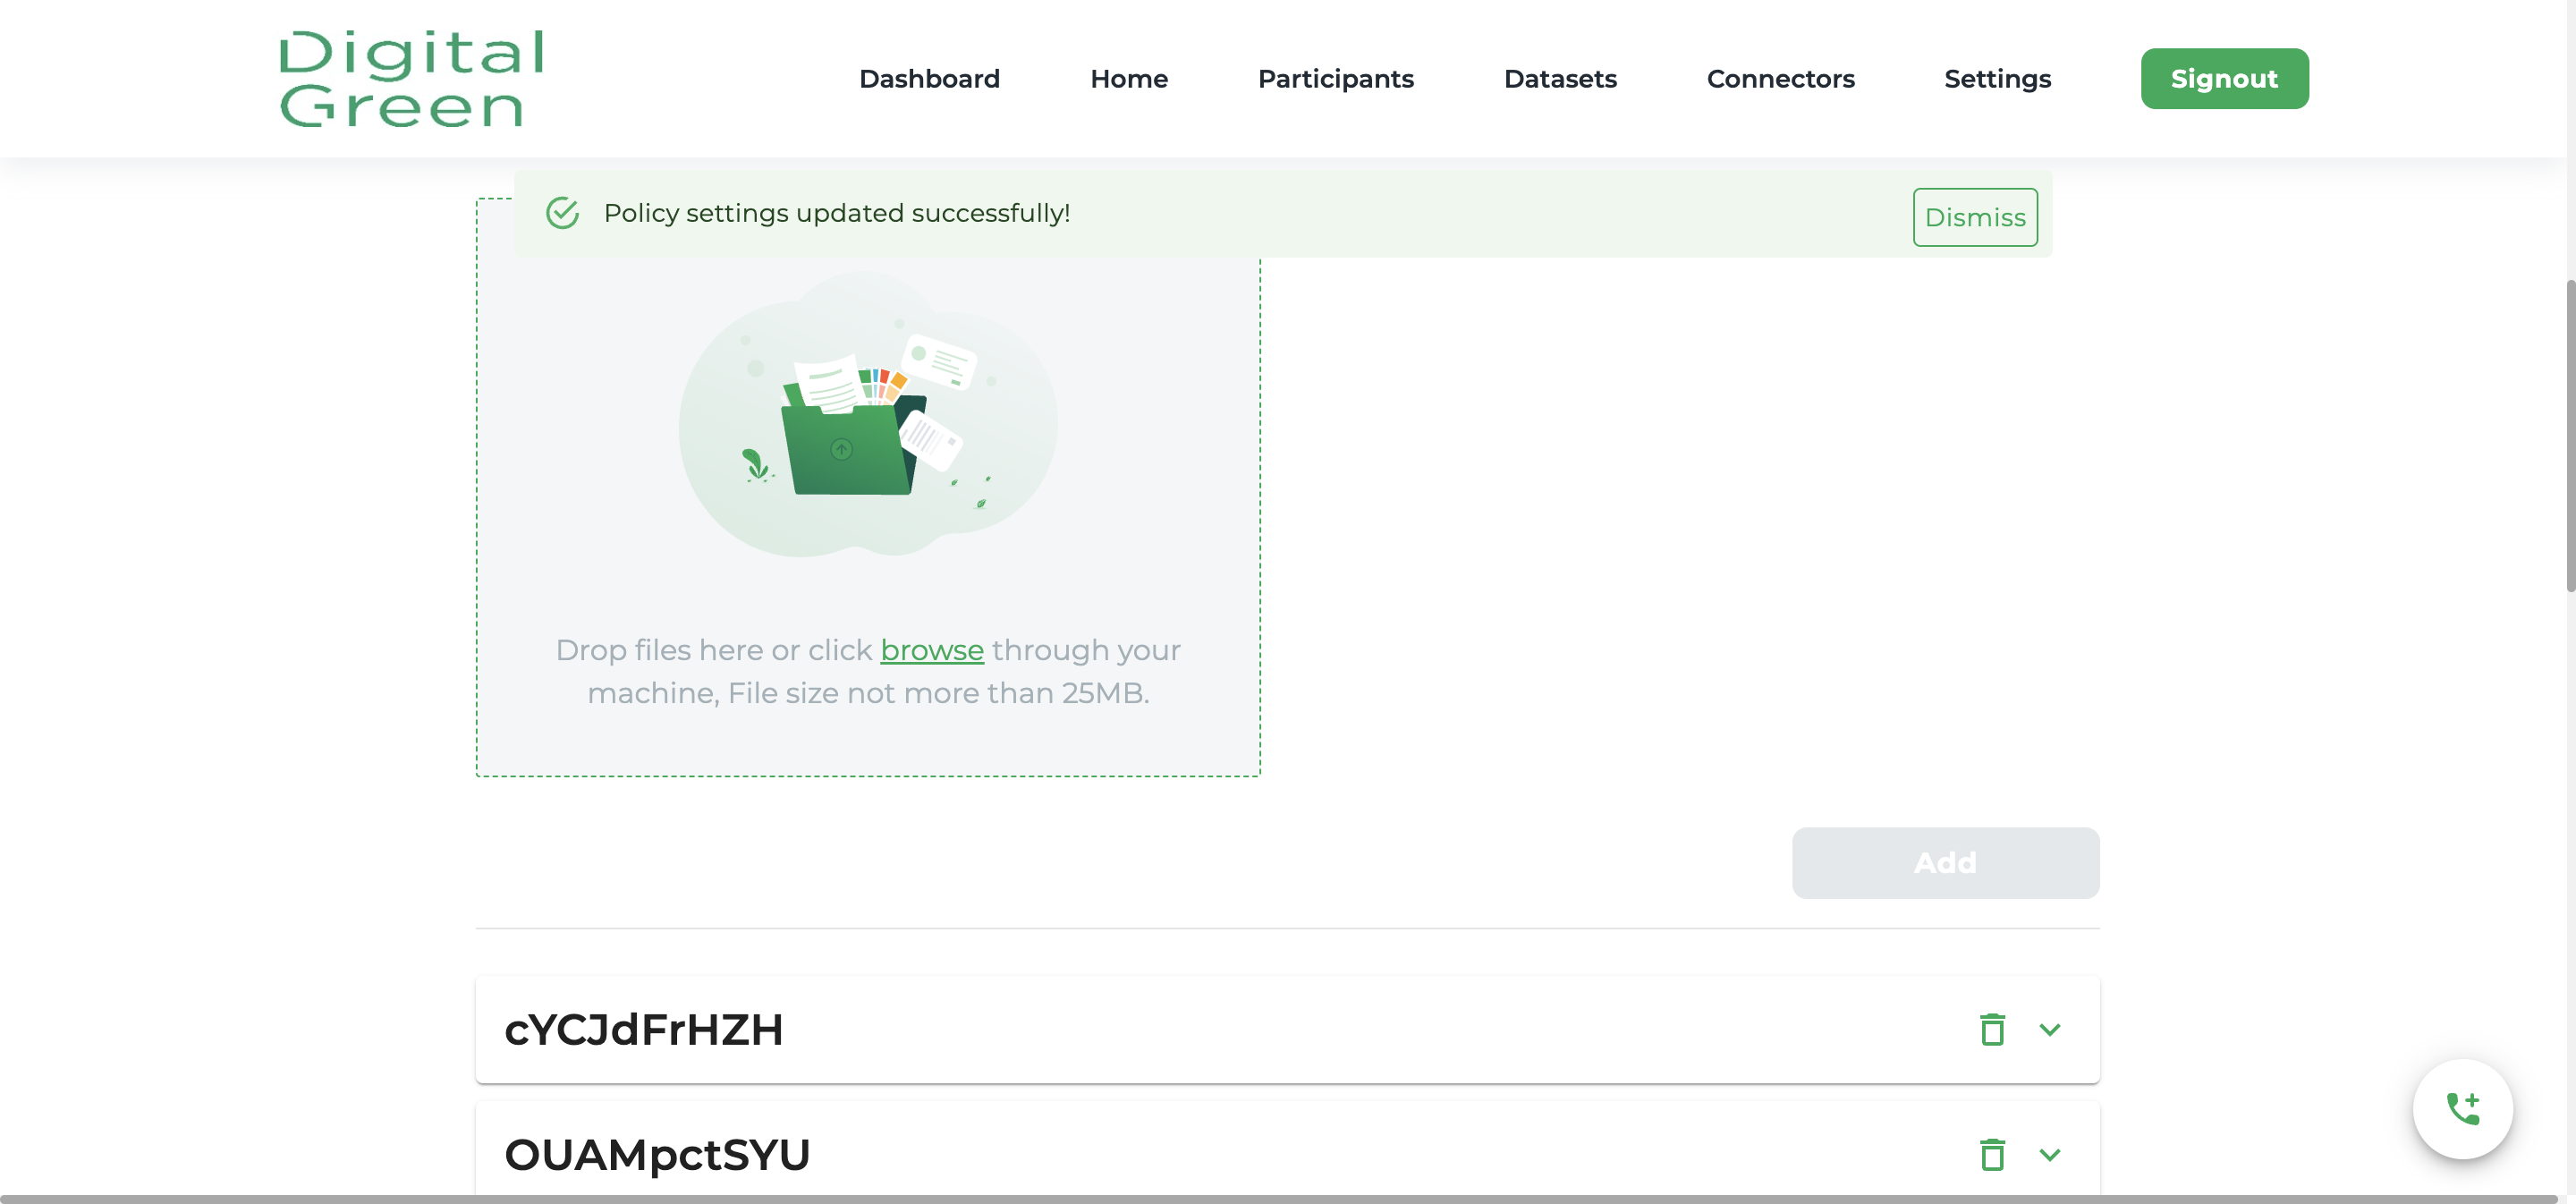 Digital
Green
Dashboard Home Participants Datasets Connectors Settings Signout
Policy settings updated successfully! Dismiss
Drop files here or click browse through your
machine, File size not more than 25MB.
Add
cYCJdFrHZH
OUAMpctSYU